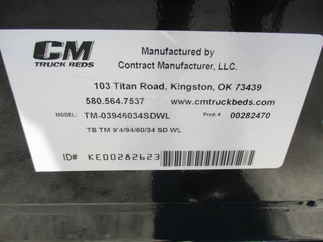 CM
TRUCK BEDS
Manufactured by
Contract Manufacturer, LLC.
103 Titan Road, Kingston, OK 73439
580.564.7537 www.cmtruckbeds.com
MODEL: TM-03946034SDWL Prod.# 00282470
TB TM 9'4/94/60/34 SD WL
ID# KE00282623